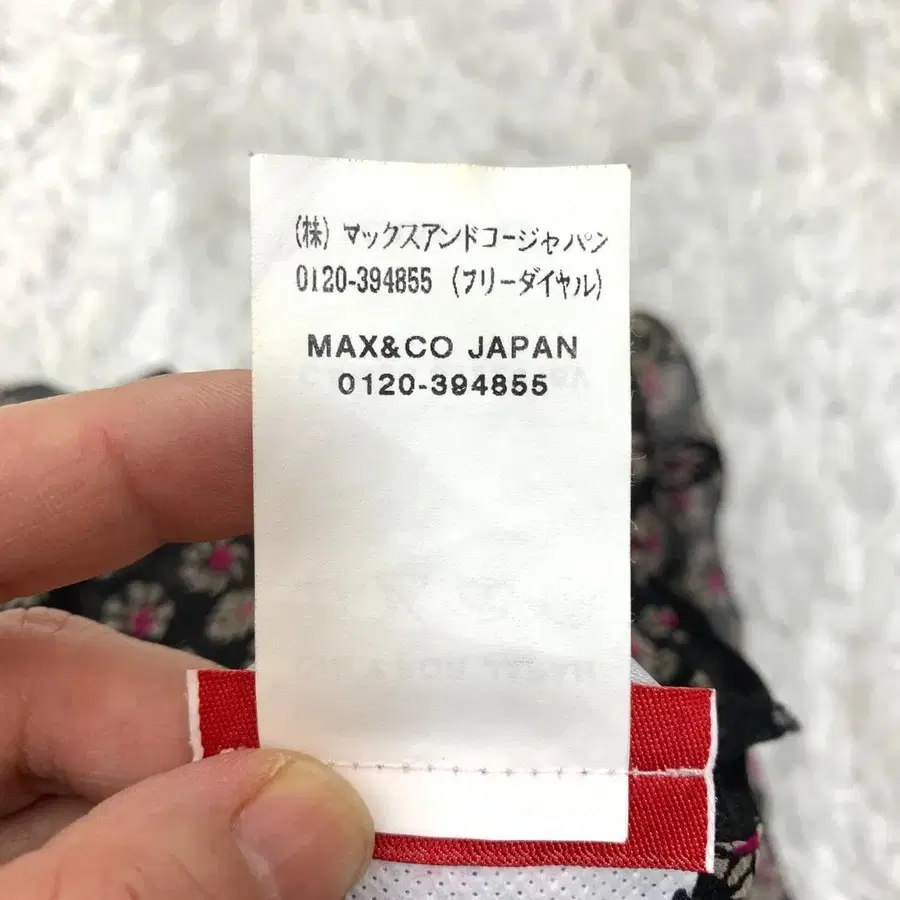 (株) マックスアンドコージャパン
0120-394855 (フリーダイヤル)
MAX&CO JAPAN
0120-394855